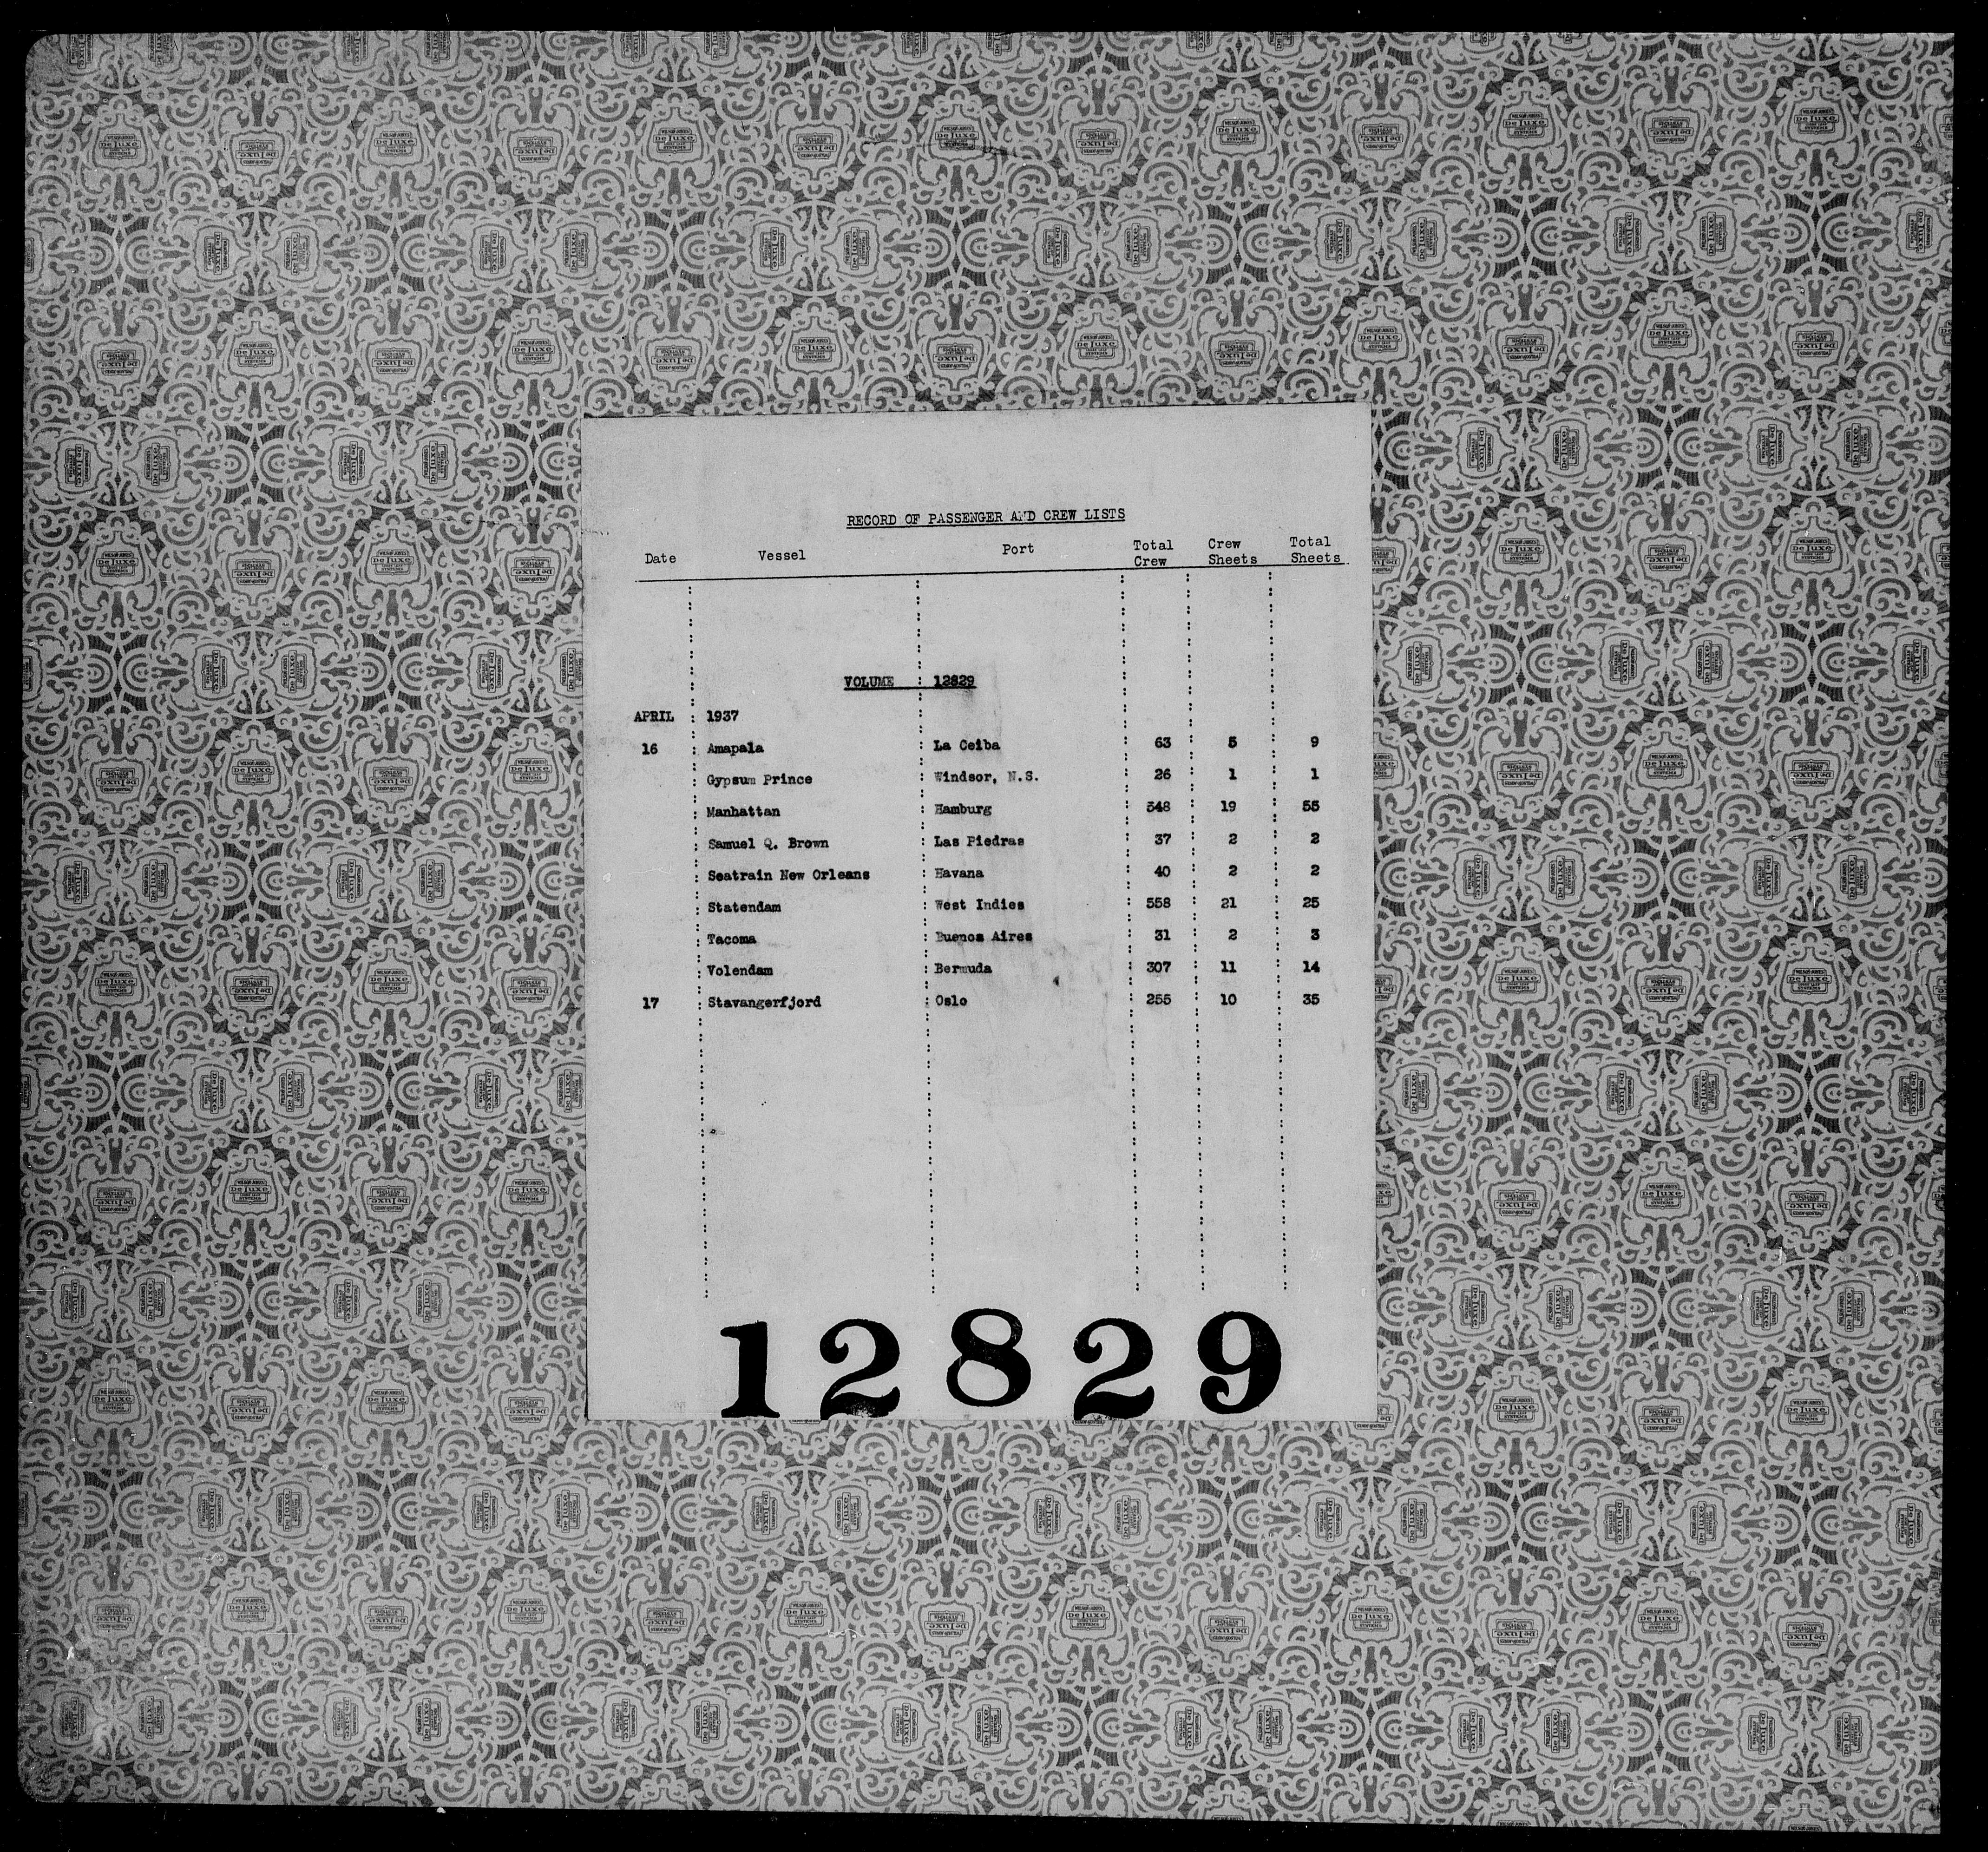 RECORD OF PASSENGER AND CREW LISTS
Date Vessel Port Total Crew Crew Sheets Total Sheets
VOLUME : 12829
APRIL : 1937
16 : Amapala : La Ceiba : 63 : 5 : 9
: Gypsum Prince : Windsor, N.S. : 26 : 1 : 1
: Manhattan : Hamburg : 548 : 19 : 55
: Samuel Q. Brown : Las Piedras : 37 : 2 : 2
: Seatrain New Orleans : Havana : 40 : 2 : 2
: Statendam : West Indies : 558 : 21 : 25
: Tacoma : Buenos Aires : 31 : 2 : 3
: Volendam : Bermuda : 307 : 11 : 14
17 : Stavangerfjord : Oslo : 255 : 10 : 35
12829